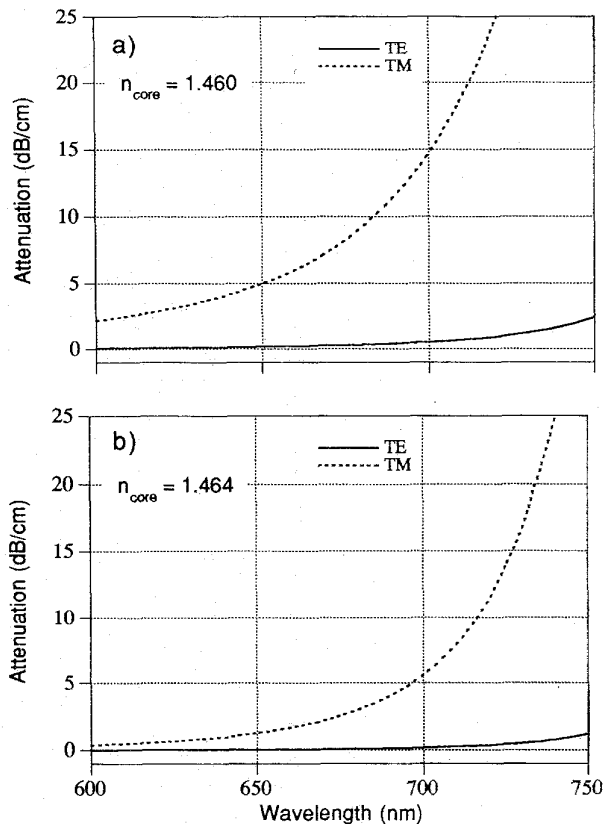 a)
TE
TM
n_core = 1.460
Attenuation (dB/cm)
25
20
15
10
5
0
b)
TE
TM
n_core = 1.464
Attenuation (dB/cm)
25
20
15
10
5
0
600 650 700 750
Wavelength (nm)